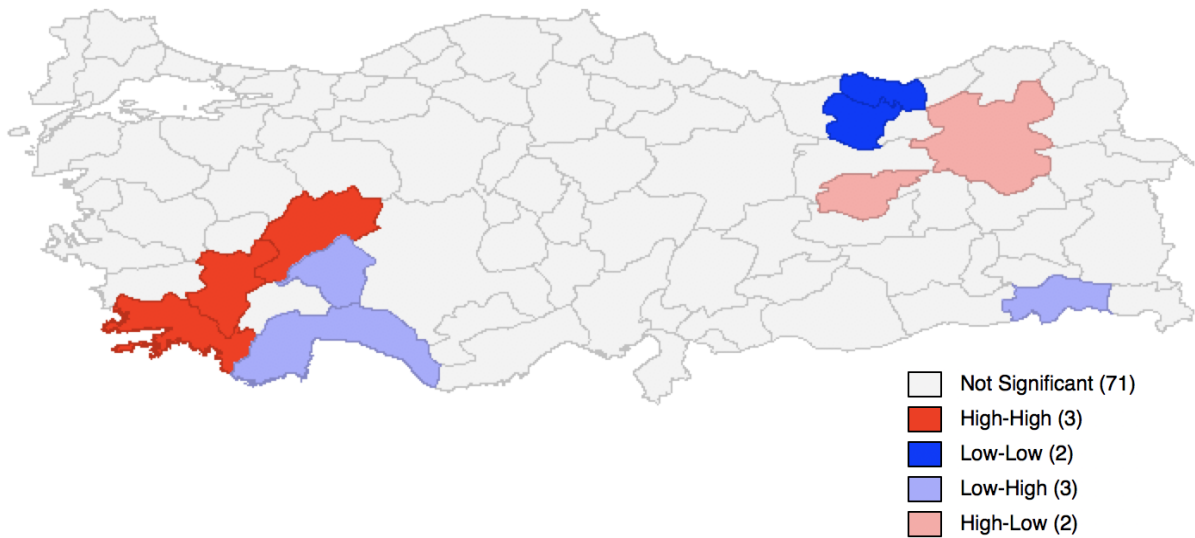 Not Significant (71)
High-High (3)
Low-Low (2)
Low-High (3)
High-Low (2)